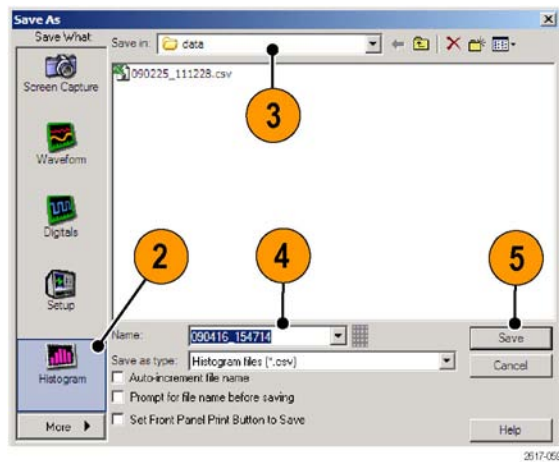 Save As
Save What:
Save in: data
Screen Capture
090225_111228.csv
3
Waveform
Digitals
2
4
5
Setup
Name: 090416_154714
Save
Save as type: Histogram files (*.csv)
Cancel
Histogram
Auto-increment file name
Prompt for file name before saving
Set Front Panel Print Button to Save
More
Help